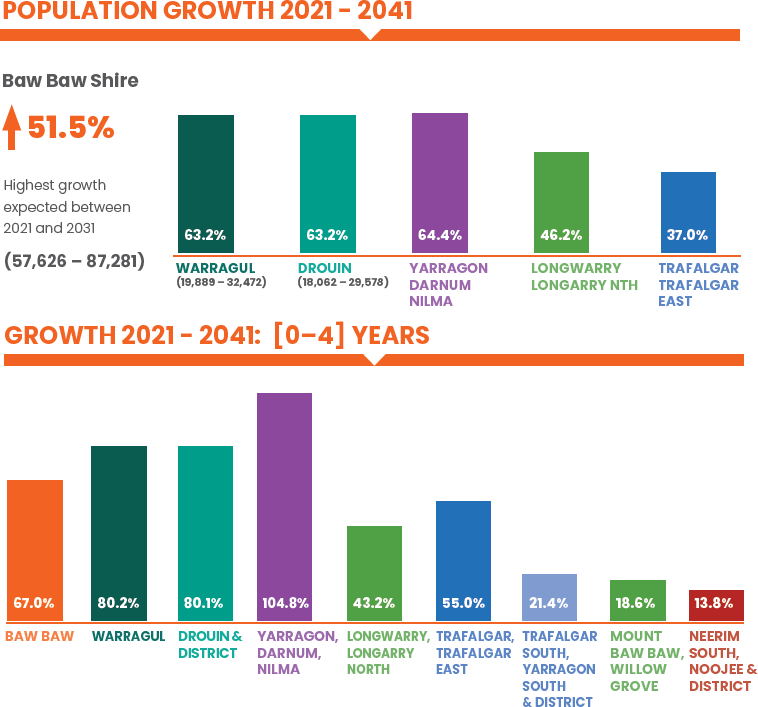 POPULATION GROWTH 2021 - 2041
Baw Baw Shire
51.5%
Highest growth
expected between
2021 and 2031
(57,626 – 87,281)
63.2%
63.2%
64.4%
46.2%
37.0%
WARRAGUL
(19,889 – 32,472)
DROUIN
(18,062 – 29,578)
YARRAGON
DARNUM
NILMA
LONGWARRY
LONGARRY NTH
TRAFALGAR
TRAFALGAR
EAST
GROWTH 2021 - 2041: [0–4] YEARS
67.0%
80.2%
80.1%
104.8%
43.2%
55.0%
21.4%
18.6%
13.8%
BAW BAW
WARRAGUL
DROUIN &
DISTRICT
YARRAGON,
DARNUM,
NILMA
LONGWARRY,
LONGARRY
NORTH
TRAFALGAR,
TRAFALGAR
EAST
TRAFALGAR
SOUTH,
YARRAGON
SOUTH
& DISTRICT
MOUNT
BAW BAW,
WILLOW
GROVE
NEERIM
SOUTH,
NOOJEE &
DISTRICT